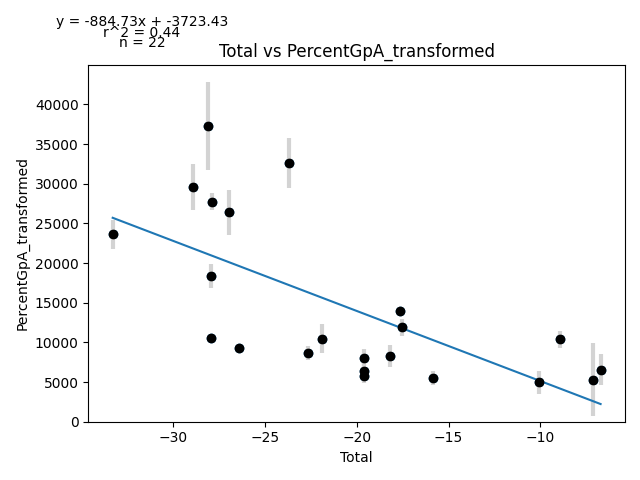 y = -884.73x + -3723.43
r^2 = 0.44
n = 22
Total vs PercentGpA_transformed
PercentGpA_transformed
40000
35000
30000
25000
20000
15000
10000
5000
0
−30
−25
−20
−15
−10
Total